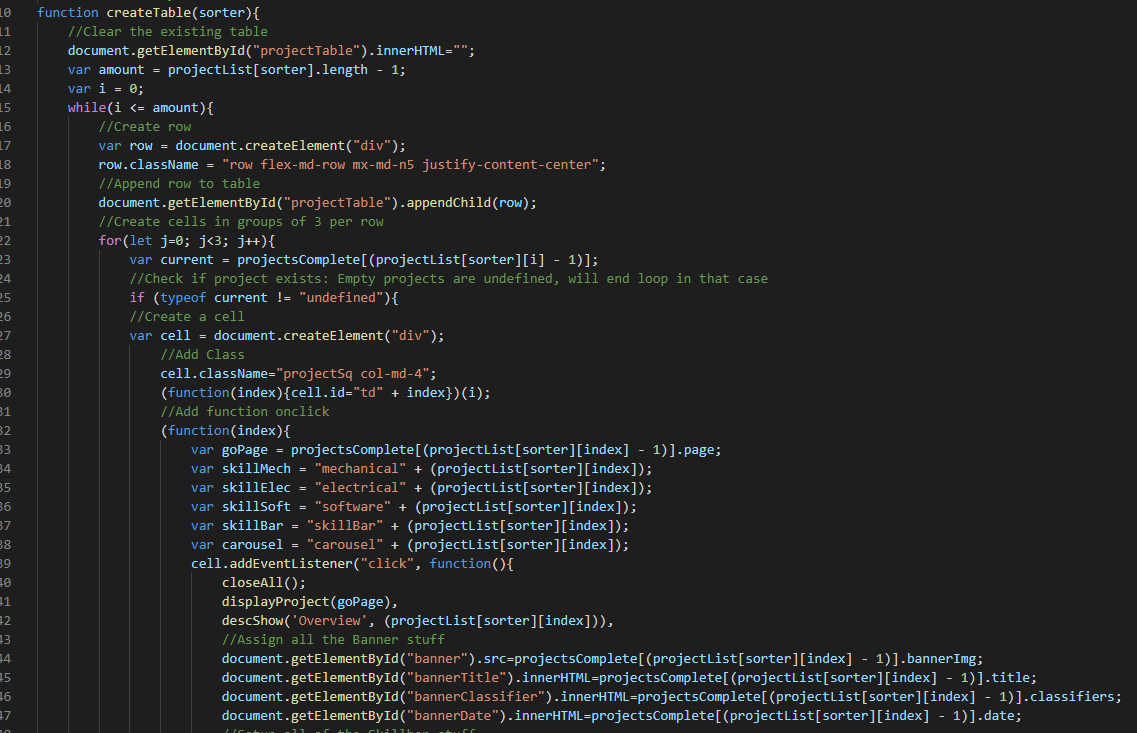 10 function createTable(sorter){
11 //Clear the existing table
12 document.getElementById("projectTable").innerHTML="";
13 var amount = projectList[sorter].length - 1;
14 var i = 0;
15 while(i <= amount){
16 //Create row
17 var row = document.createElement("div");
18 row.className = "row flex-md-row mx-md-n5 justify-content-center";
19 //Append row to table
20 document.getElementById("projectTable").appendChild(row);
21 //Create cells in groups of 3 per row
22 for(let j=0; j<3; j++){
23 var current = projectsComplete[(projectList[sorter][i] - 1)];
24 //Check if project exists: Empty projects are undefined, will end loop in that case
25 if (typeof current != "undefined"){
26 //Create a cell
27 var cell = document.createElement("div");
28 //Add Class
29 cell.className="projectSq col-md-4";
30 (function(index){cell.id="td" + index})(i);
31 //Add function onclick
32 (function(index){
33 var goPage = projectsComplete[(projectList[sorter][index] - 1)].page;
34 var skillMech = "mechanical" + (projectList[sorter][index]);
35 var skillElec = "electrical" + (projectList[sorter][index]);
36 var skillSoft = "software" + (projectList[sorter][index]);
37 var skillBar = "skillBar" + (projectList[sorter][index]);
38 var carousel = "carousel" + (projectList[sorter][index]);
39 cell.addEventListener("click", function(){
40 closeAll();
41 displayProject(goPage),
42 descShow('Overview', (projectList[sorter][index])),
43 //Assign all the Banner stuff
44 document.getElementById("banner").src=projectsComplete[(projectList[sorter][index] - 1)].bannerImg;
45 document.getElementById("bannerTitle").innerHTML=projectsComplete[(projectList[sorter][index] - 1)].title;
46 document.getElementById("bannerClassifier").innerHTML=projectsComplete[(projectList[sorter][index] - 1)].classifiers;
47 document.getElementById("bannerDate").innerHTML=projectsComplete[(projectList[sorter][index] - 1)].date;